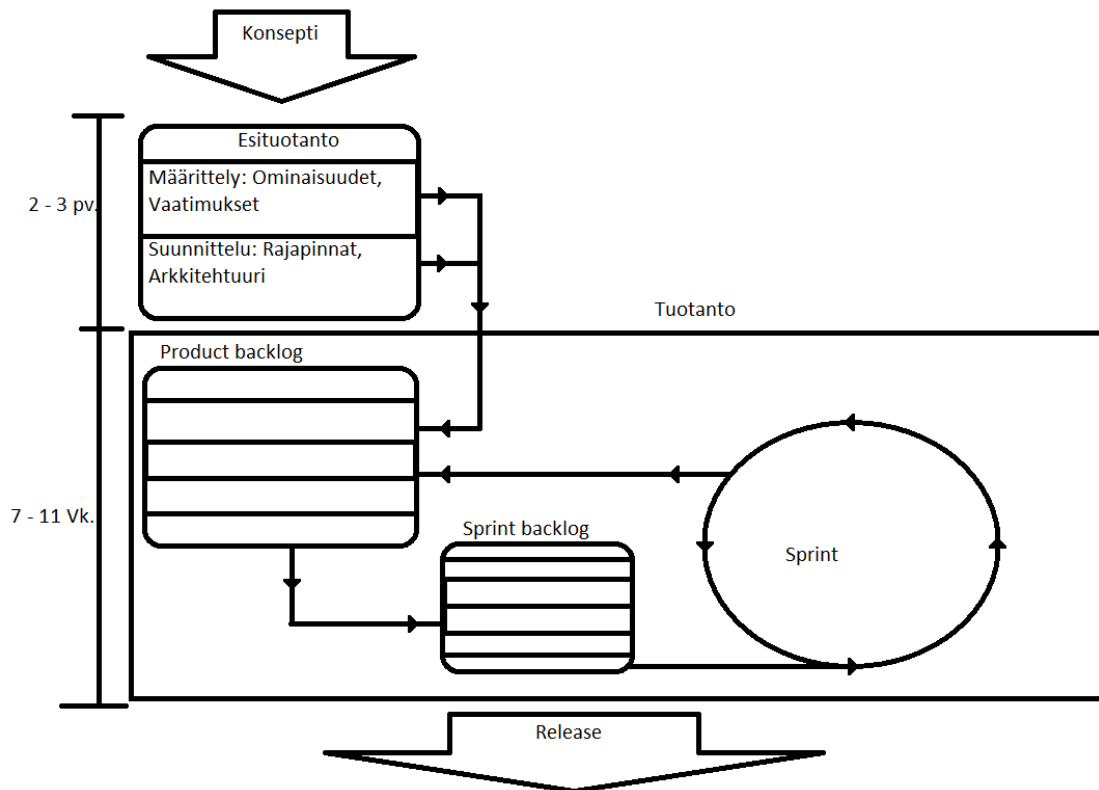 Konsepti
Esituotanto
Määrittely: Ominaisuudet,
Vaatimukset
2 - 3 pv.
Suunnittelu: Rajapinnat,
Arkkitehtuuri
Tuotanto
Product backlog
7 - 11 Vk.
Sprint backlog
Sprint
Release